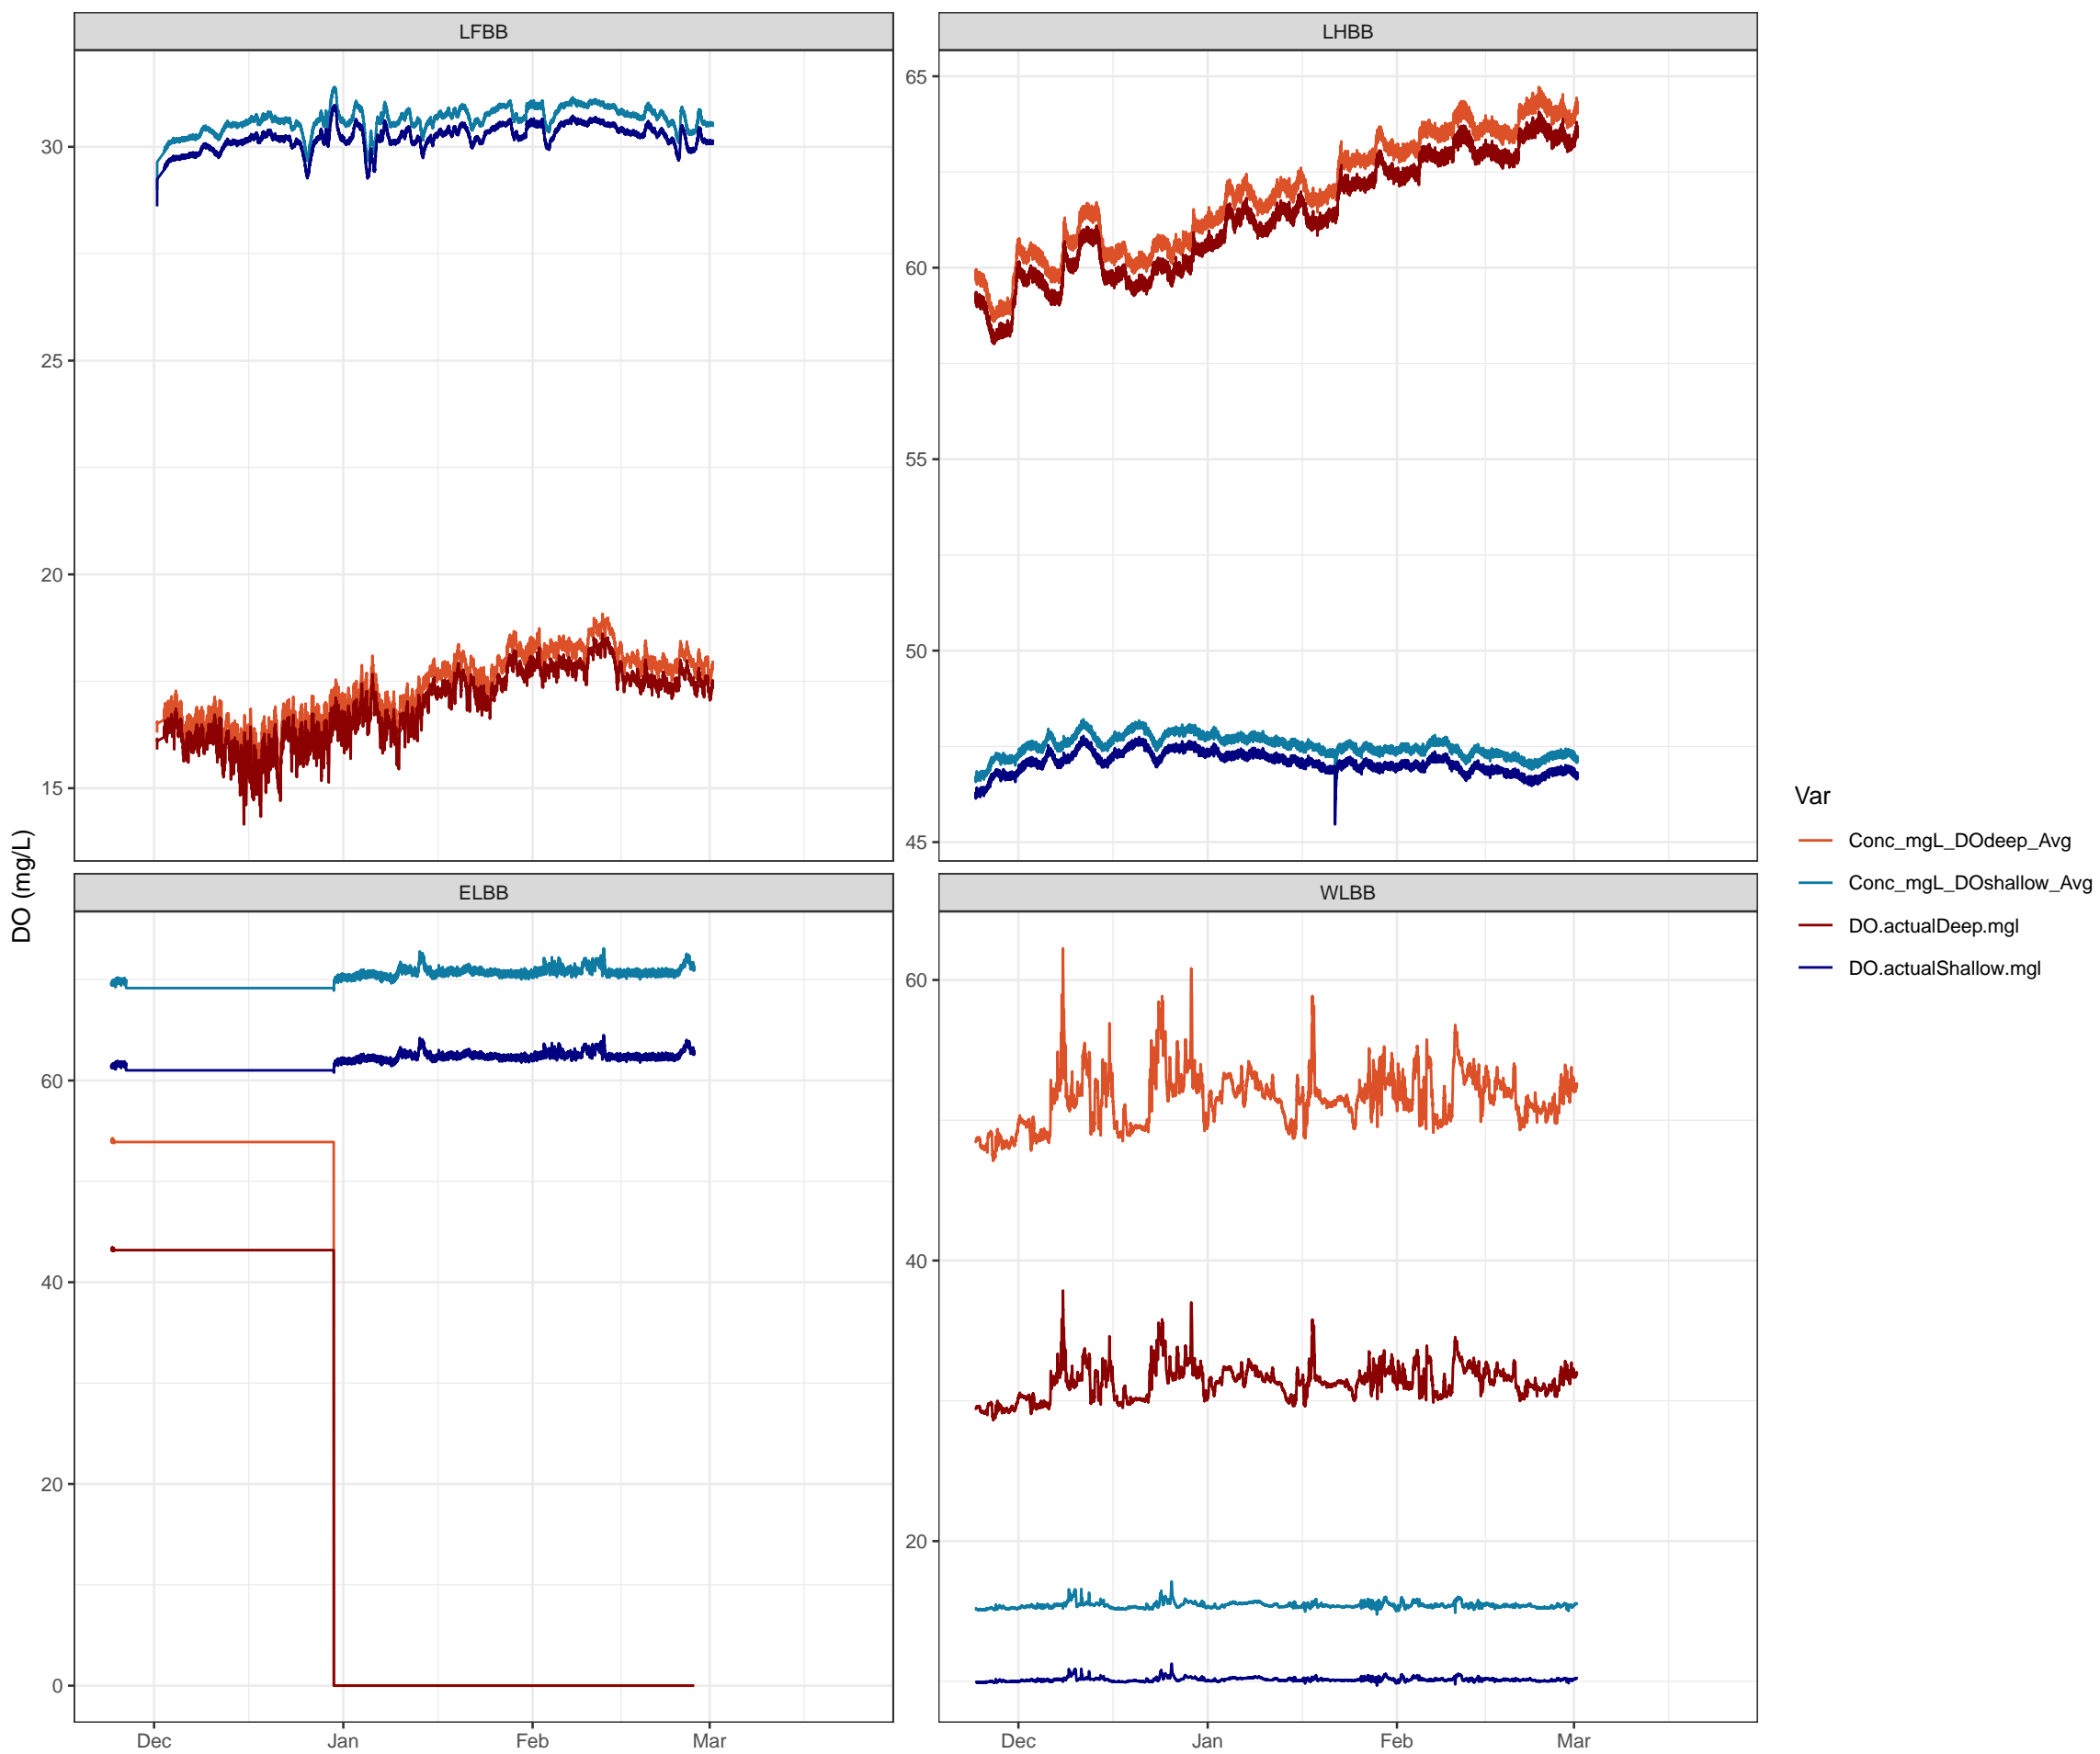 LFBB
LHBB
30
25
20
15
65
60
55
50
45
DO (mg/L)
ELBB
WLBB
60
40
20
0
60
40
20
Dec
Jan
Feb
Mar
Dec
Jan
Feb
Mar
Var
Conc_mgL_DOdeep_Avg
Conc_mgL_DOshallow_Avg
DO.actualDeep.mgl
DO.actualShallow.mgl